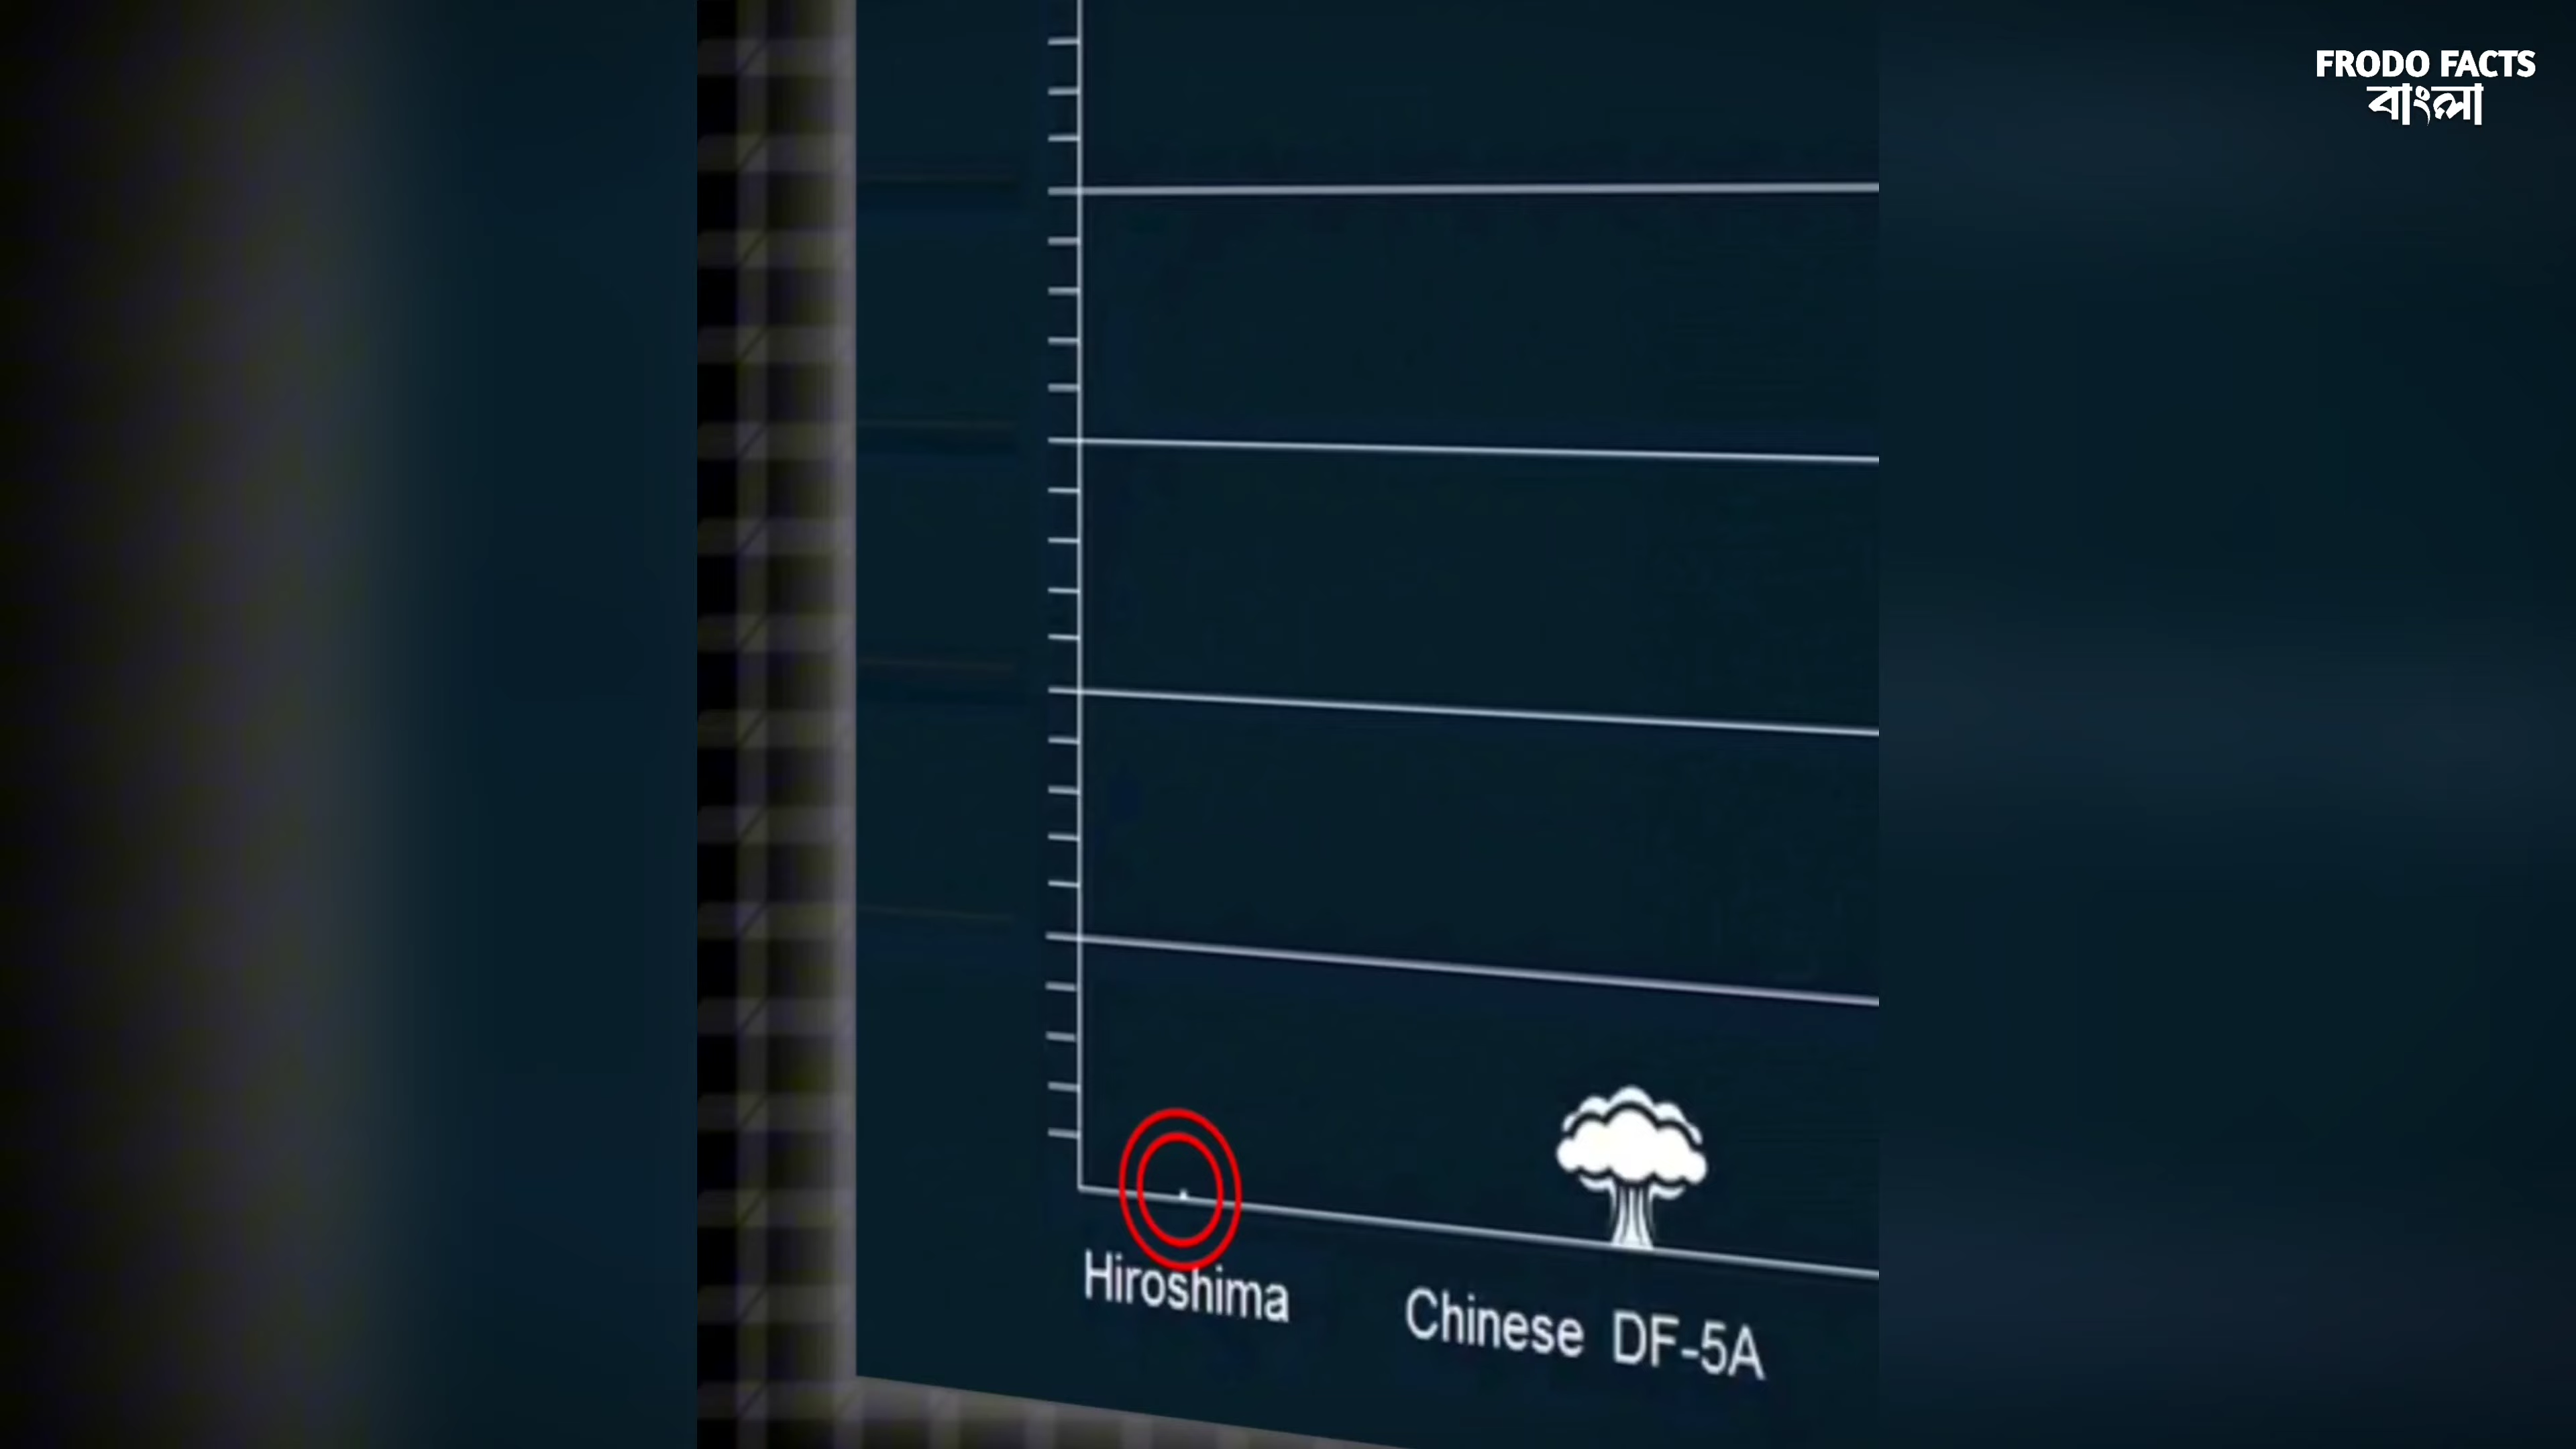 FRODO FACTS
বাংলা
Hiroshima
Chinese DF-5A